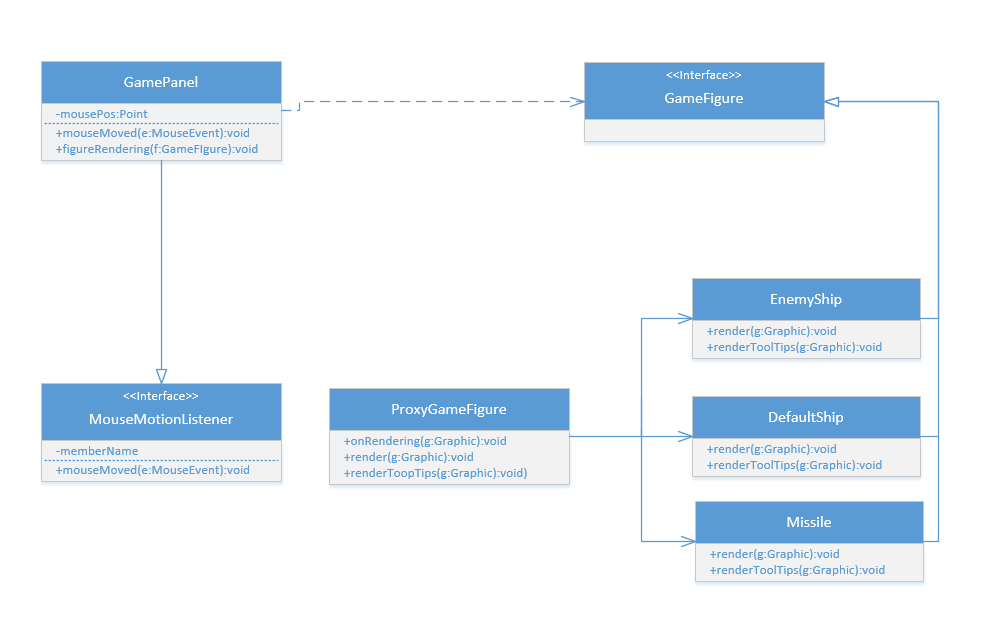 GamePanel
-mousePos:Point
+mouseMoved(e:MouseEvent):void
+figureRendering(f:GameFIgure):void
<<Interface>>
GameFigure
EnemyShip
+render(g:Graphic):void
+renderToolTips(g:Graphic):void
<<Interface>>
MouseMotionListener
-memberName
+mouseMoved(e:MouseEvent):void
ProxyGameFigure
+onRendering(g:Graphic):void
+render(g:Graphic):void
+renderToopTips(g:Graphic):void)
DefaultShip
+render(g:Graphic):void
+renderToolTips(g:Graphic):void
Missile
+render(g:Graphic):void
+renderToolTips(g:Graphic):void